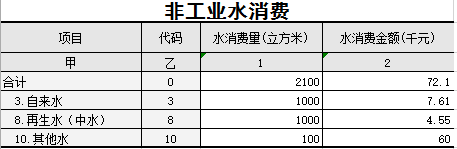 非工业水消费
项目 代码 水消费量(立方米) 水消费金额(千元)
甲 乙 1 2
合计 0 2100 72.1
3.自来水 3 1000 7.61
8.再生水（中水） 8 1000 4.55
10.其他水 10 100 60